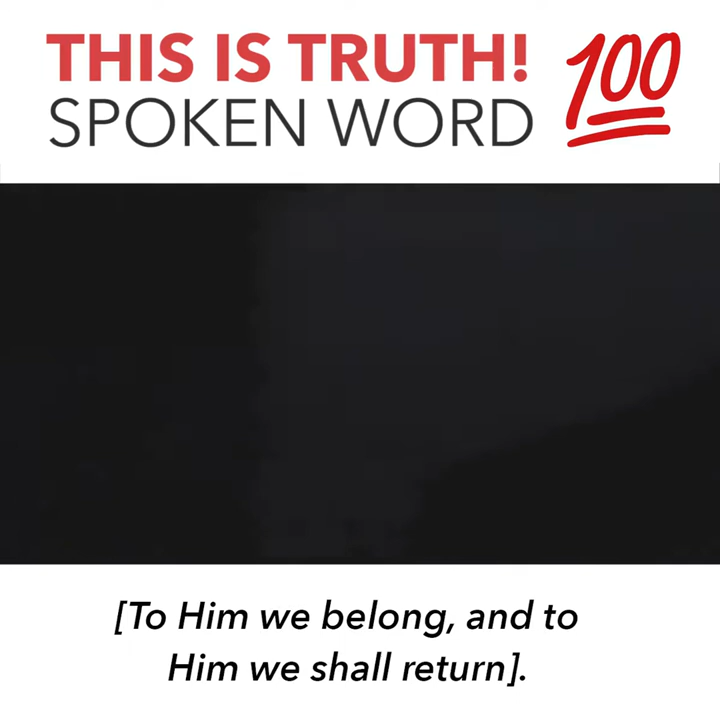 THIS IS TRUTH! 💯
SPOKEN WORD
[To Him we belong, and to
Him we shall return].